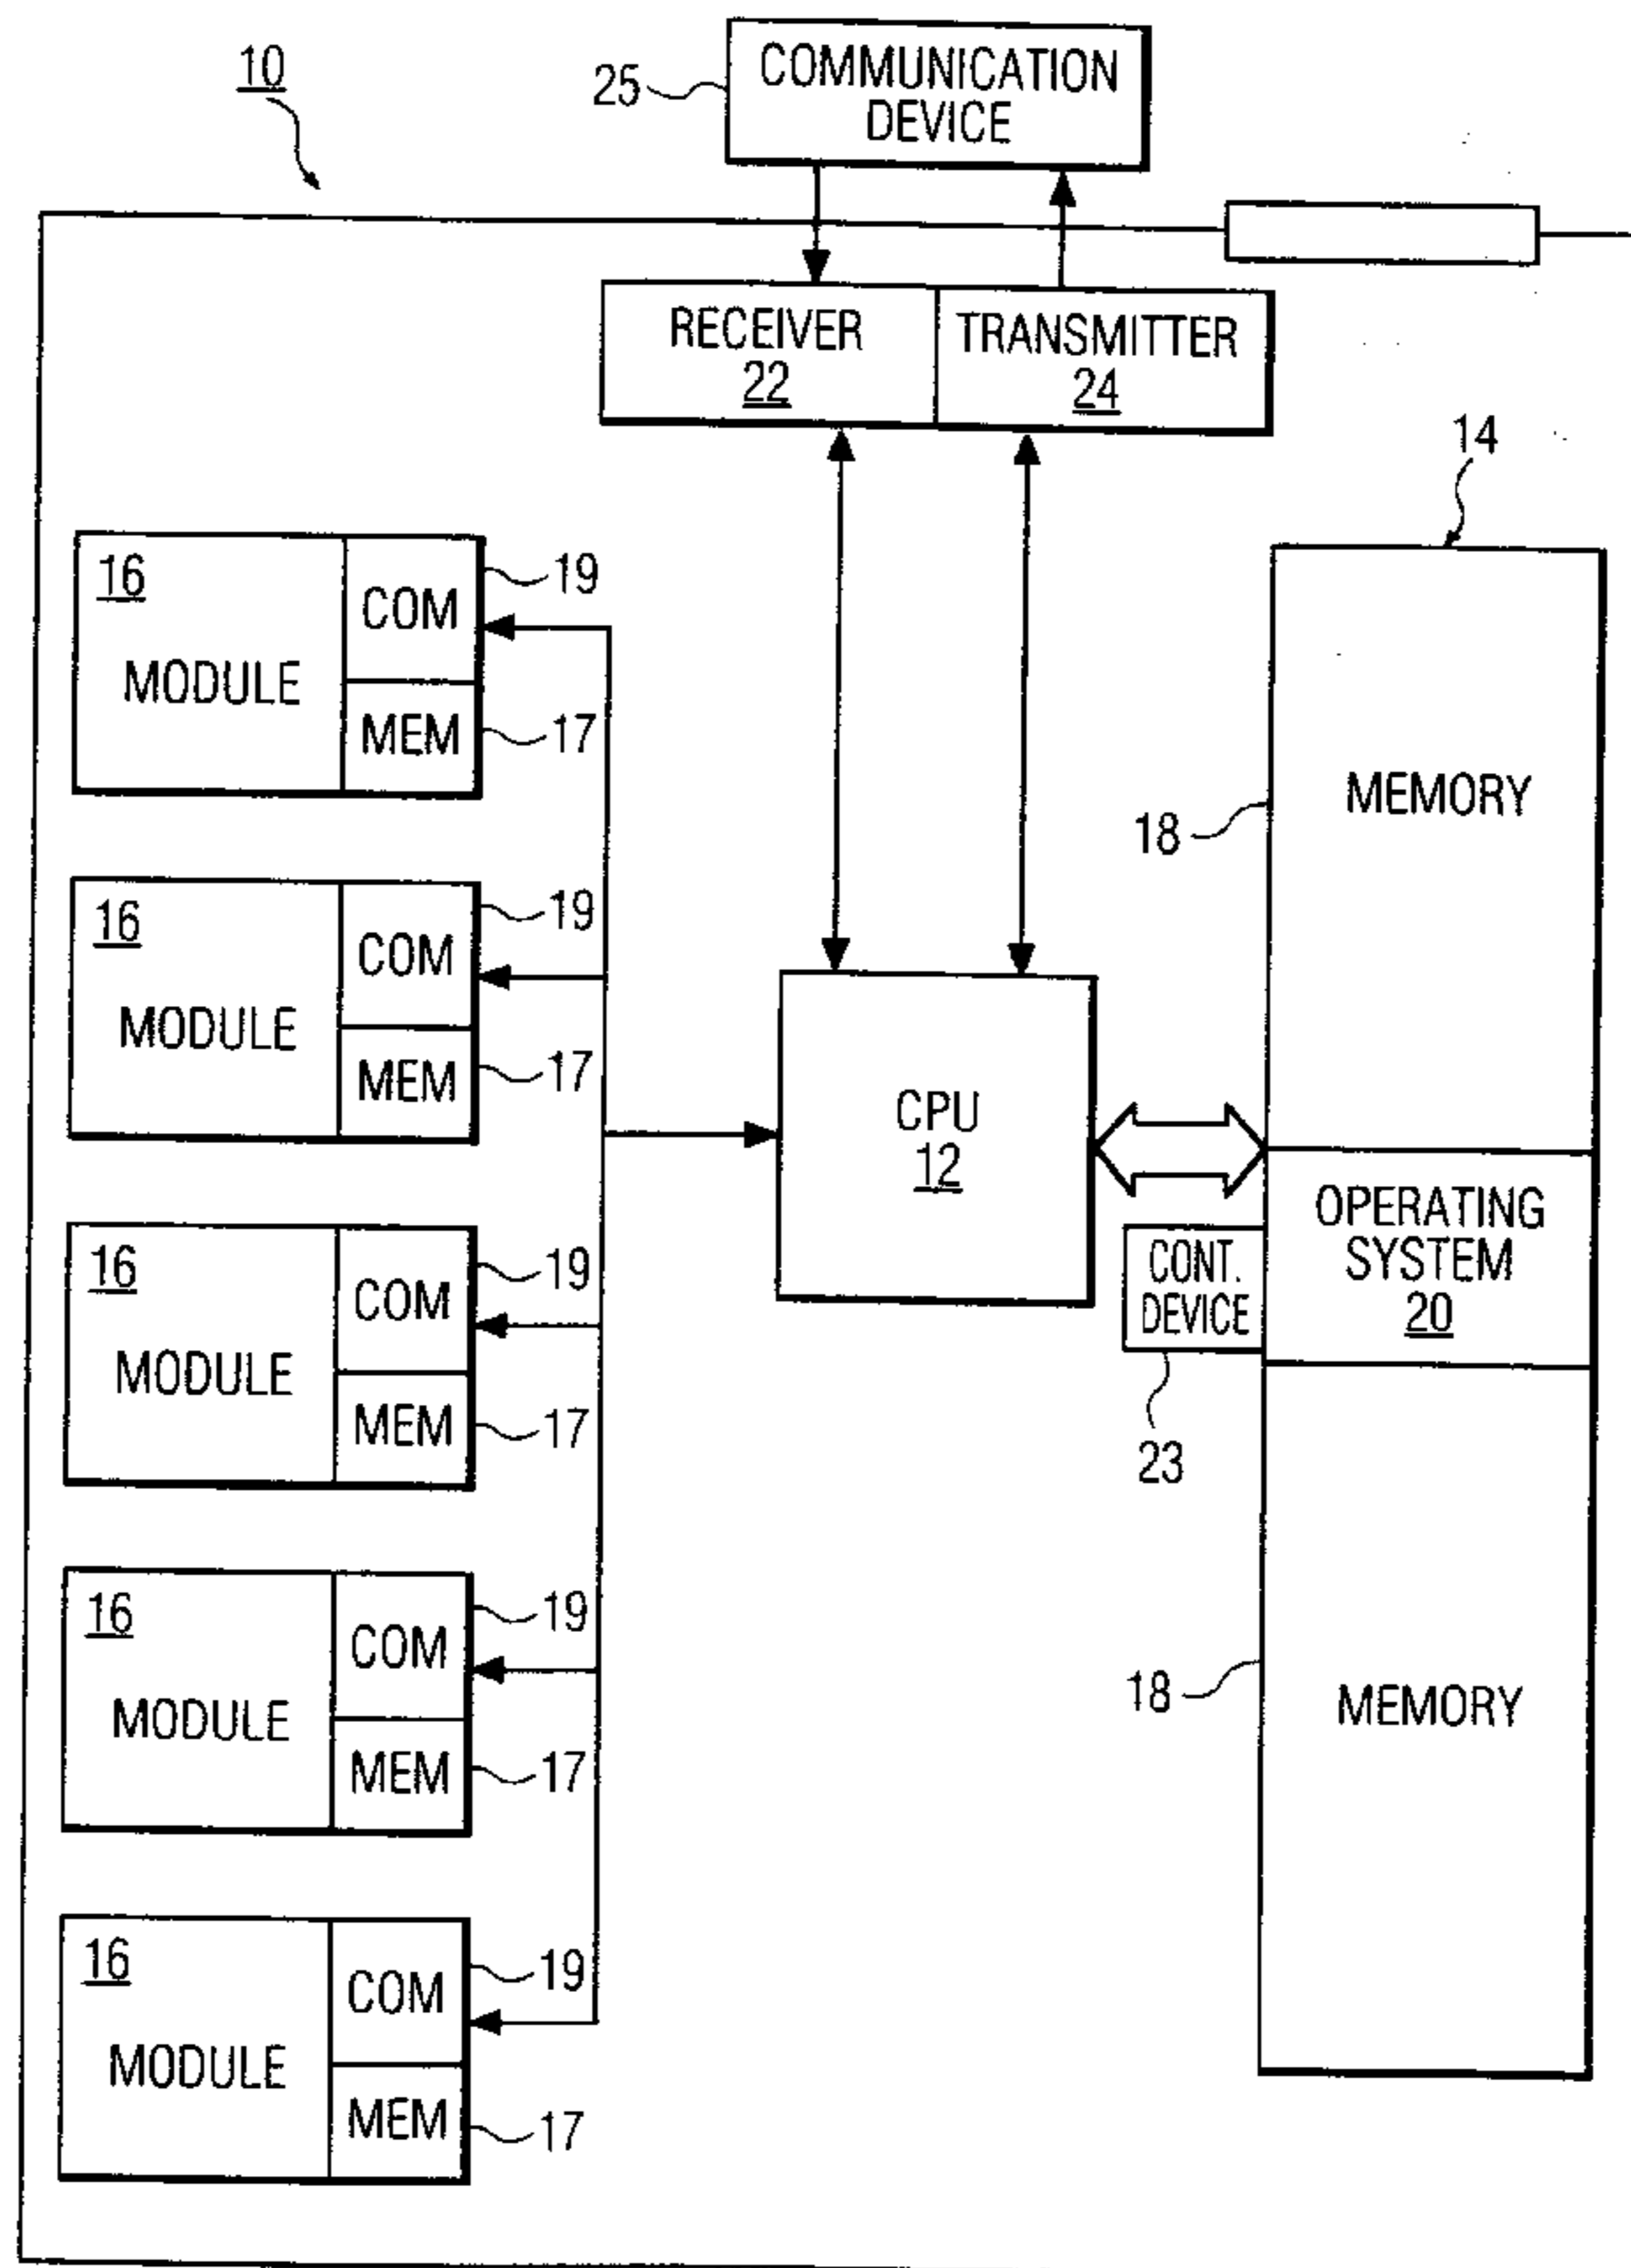 10
25
COMMUNICATION
DEVICE
RECEIVER
22
TRANSMITTER
24
14
16
MODULE
COM
MEM
19
17
16
MODULE
COM
MEM
19
17
16
MODULE
COM
MEM
19
17
16
MODULE
COM
MEM
19
17
16
MODULE
COM
MEM
19
17
CPU
12
18
MEMORY
OPERATING
SYSTEM
20
CONT.
DEVICE
23
18
MEMORY